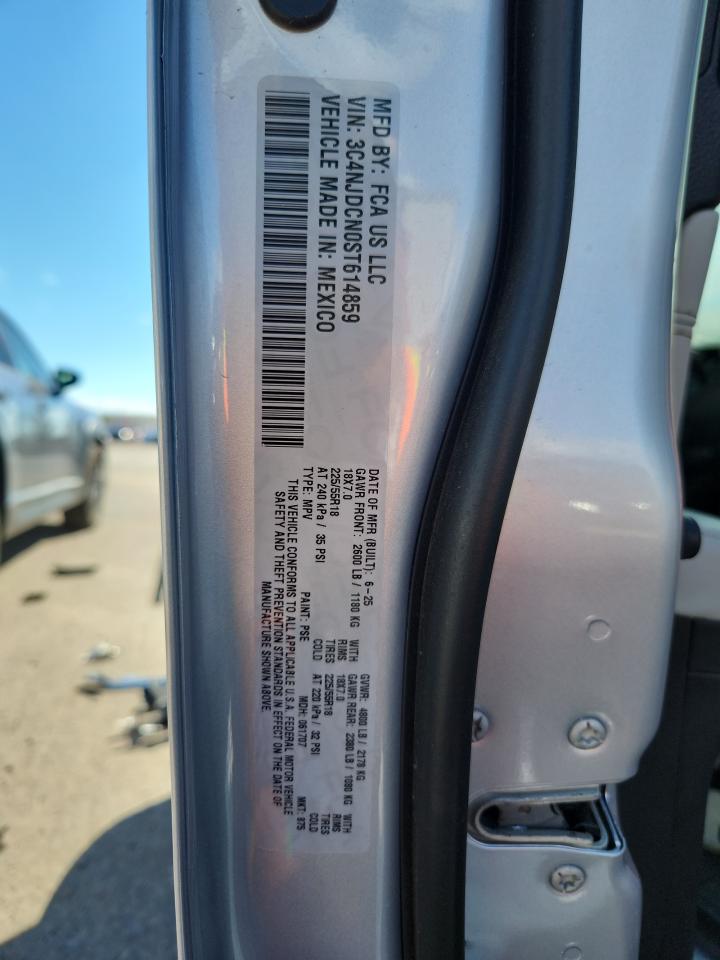 MFD BY: FCA US LLC
VIN: 3C4NJDCN0ST614859
VEHICLE MADE IN: MEXICO
DATE OF MFR (BUILT): 6-25 GVWR: 4800 LB / 2178 KG
GAWR FRONT: 2600 LB / 1180 KG WITH GAWR REAR: 2380 LB / 1080 KG WITH
18X7.0 RIMS 18X7.0 RIMS
225/55R18 TIRES 225/55R18 TIRES
AT 240 kPa / 35 PSI COLD AT 220 kPa / 32 PSI COLD
TYPE: MPV PAINT: PSE MDH: 061707 MKT: 975
THIS VEHICLE CONFORMS TO ALL APPLICABLE U.S.A. FEDERAL MOTOR VEHICLE
SAFETY AND THEFT PREVENTION STANDARDS IN EFFECT ON THE DATE OF
MANUFACTURE SHOWN ABOVE.